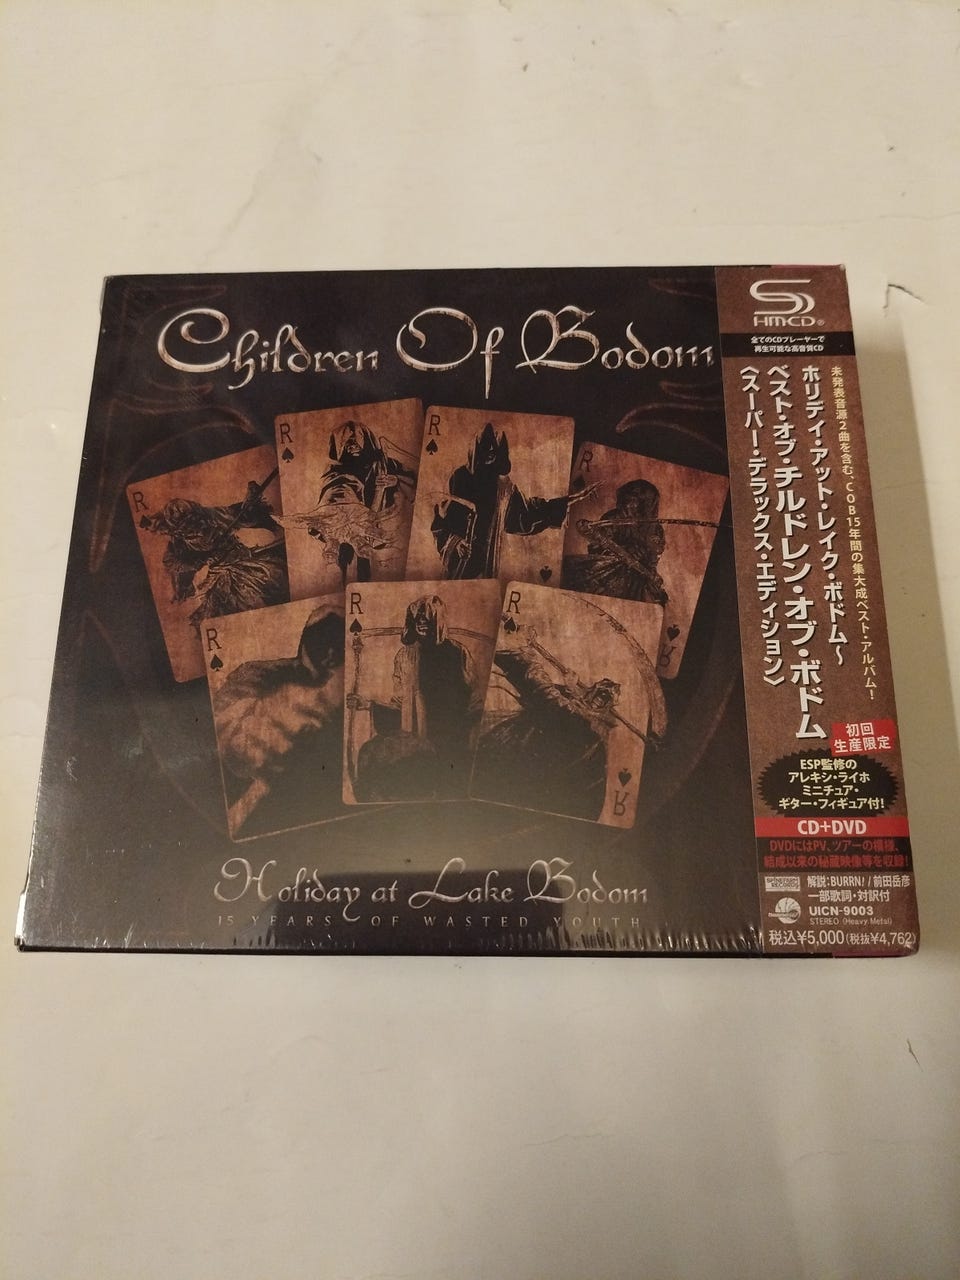 Children Of Bodom
R
R
R
R
R
R
R
R
R
Holiday at Lake Bodom
15 YEARS OF WASTED YOUTH
SHM-CD®
全てのCDプレーヤーで
再生可能な高音質CD
未発表音源2曲を含む、COB15年間の集大成ベスト・アルバム!
ホリデイ・アット・レイク・ボドム~
ベスト・オブ・チルドレン・オブ・ボドム
〈スーパー・デラックス・エディション〉
初回
生産限定
ESP監修の
アレキシ・ライホ
ミニチュア・
ギター・フィギュア付!
CD+DVD
DVDにはPV、ツアーの模様、
結成以来の秘蔵映像等を収録!
解説:BURRN! / 前田岳彦
一部歌詞・対訳付
UICN-9003
STEREO (Heavy Metal)
税込¥5,000(税抜¥4,762)